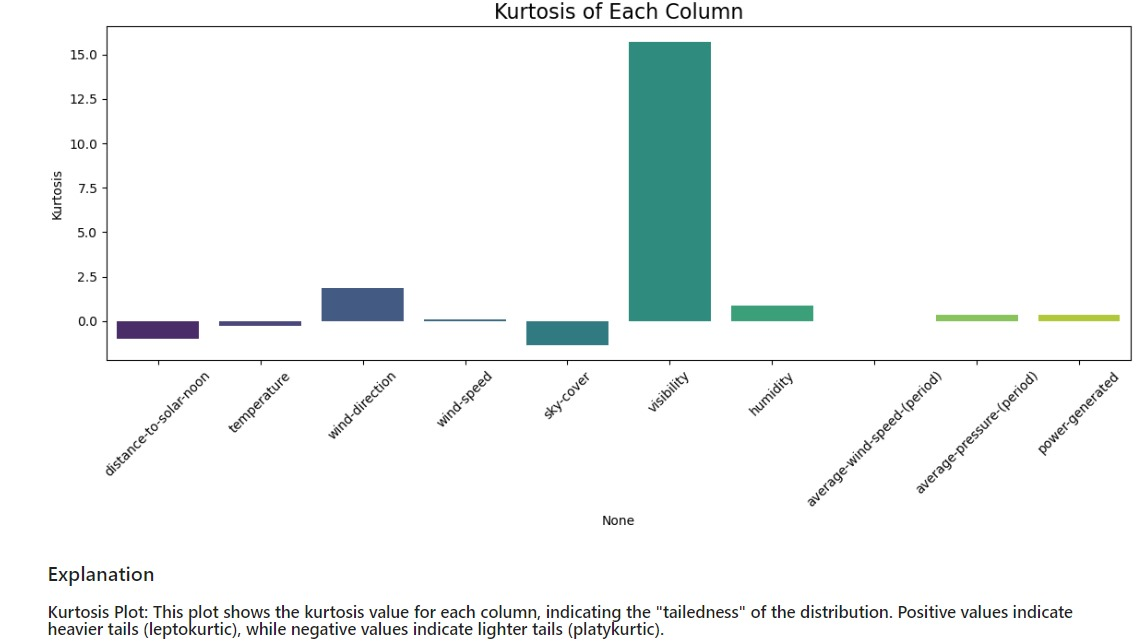 Kurtosis of Each Column
Kurtosis
15.0
12.5
10.0
7.5
5.0
2.5
0.0
distance-to-solar-noon
temperature
wind-direction
wind-speed
sky-cover
visibility
humidity
average-wind-speed-(period)
average-pressure-(period)
power-generated
None
Explanation
Kurtosis Plot: This plot shows the kurtosis value for each column, indicating the "tailedness" of the distribution. Positive values indicate
heavier tails (leptokurtic), while negative values indicate lighter tails (platykurtic).